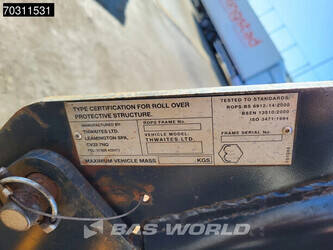 70311531
TYPE CERTIFICATION FOR ROLL OVER
PROTECTIVE STRUCTURE.
MANUFACTURED BY:
THWAITES LTD.
LEAMINGTON SPA,
CV32 7NQ
ROPS FRAME No.
VEHICLE MODEL:
THWAITES LTD.
MAXIMUM VEHICLE MASS
KGS
TESTED TO STANDARDS:
ROPS BS 6912:14:2000
BSEN 13510:2000
ISO 3471:1994
FRAME SERIAL No.
BAS WORLD